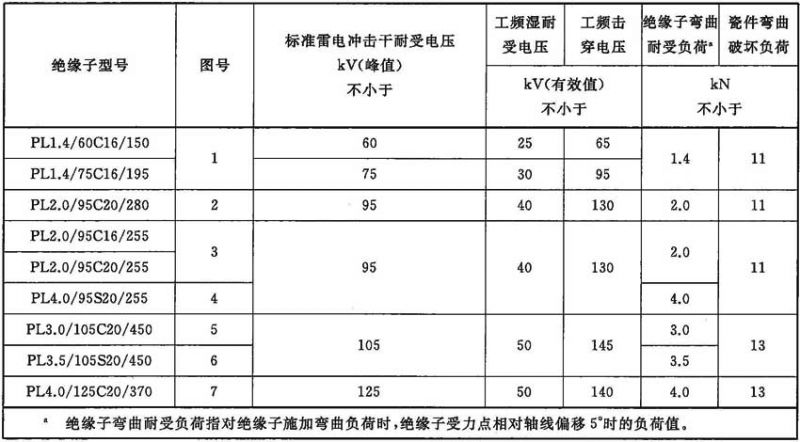 绝缘子型号 图号 标准雷电冲击干耐受电压 kV(峰值) 不小于 工频湿耐受电压 工频击穿电压 绝缘子弯曲耐受负荷ᵃ 瓷件弯曲破坏负荷
kV(有效值) 不小于 kN 不小于
PL1.4/60C16/150 1 60 25 65 1.4 11
PL1.4/75C16/195 75 30 95
PL2.0/95C20/280 2 95 40 130 2.0 11
PL2.0/95C16/255 3 95 40 130 2.0 11
PL2.0/95C20/255
PL4.0/95S20/255 4 4.0
PL3.0/105C20/450 5 105 50 145 3.0 13
PL3.5/105S20/450 6 3.5
PL4.0/125C20/370 7 125 50 140 4.0 13
ᵃ 绝缘子弯曲耐受负荷指对绝缘子施加弯曲负荷时,绝缘子受力点相对轴线偏移5°时的负荷值。